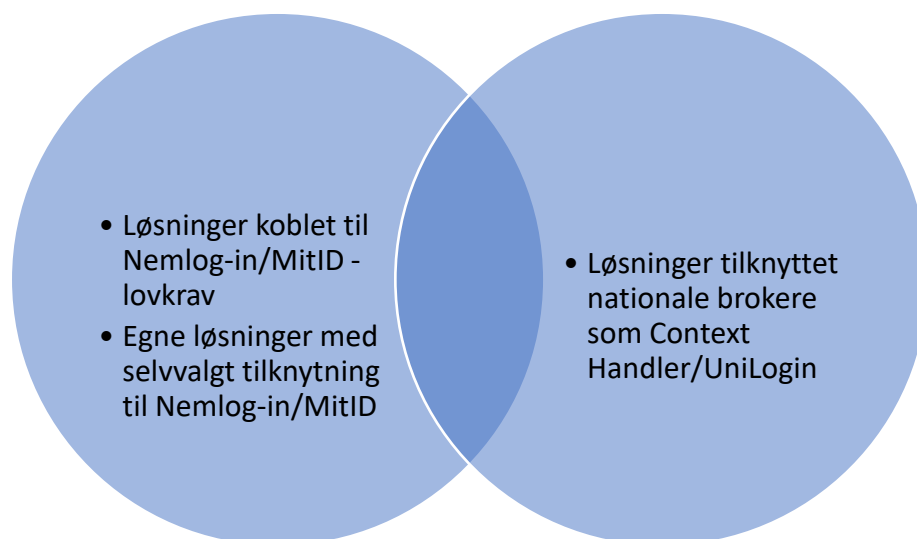 • Løsninger koblet til
Nemlog-in/MitID -
lovkrav
• Egne løsninger med
selvvalgt tilknytning
til Nemlog-in/MitID
• Løsninger tilknyttet
nationale brokere
som Context
Handler/UniLogin